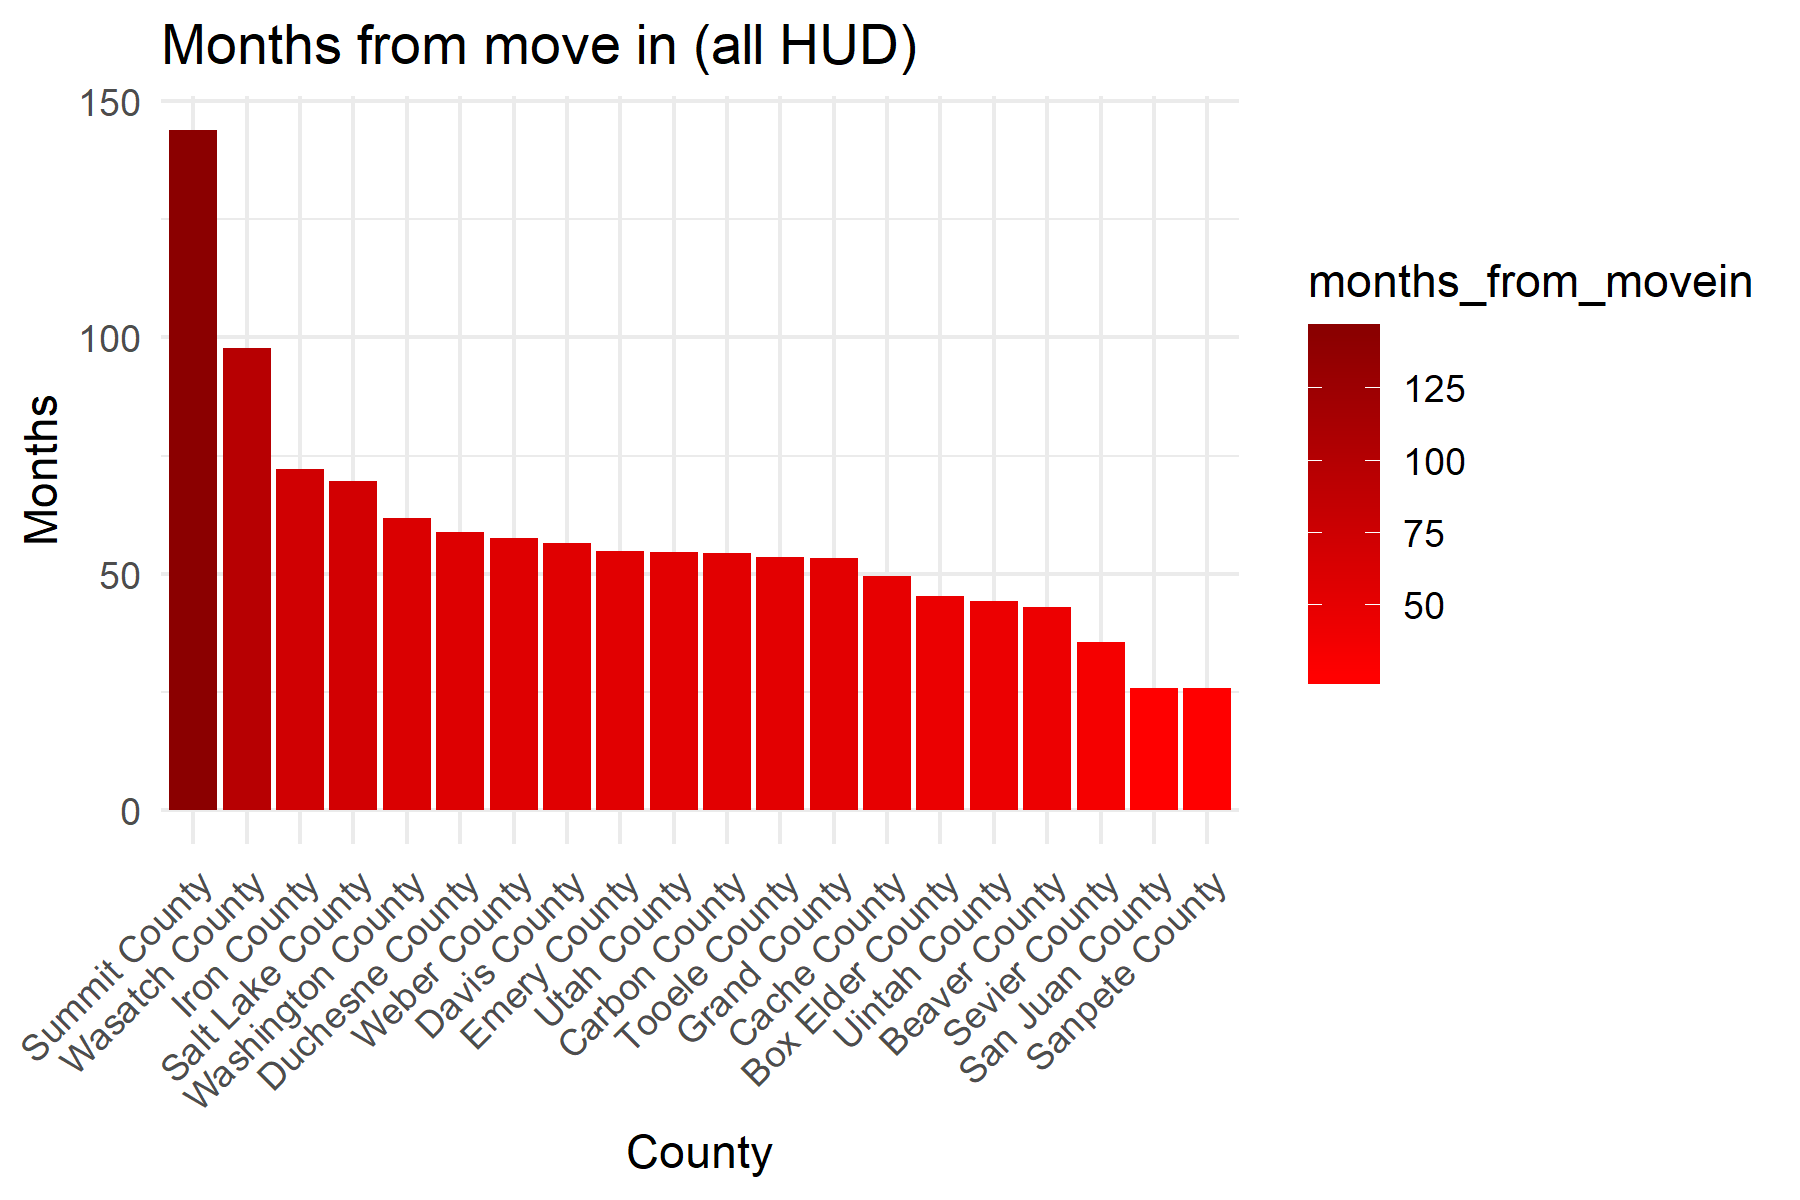 Months from move in (all HUD)
150
100
50
0
Months
Summit County
Wasatch County
Iron County
Salt Lake County
Washington County
Duchesne County
Weber County
Davis County
Emery County
Utah County
Carbon County
Tooele County
Grand County
Cache County
Box Elder County
Uintah County
Beaver County
Sevier County
San Juan County
Sanpete County
County
months_from_movein
125
100
75
50